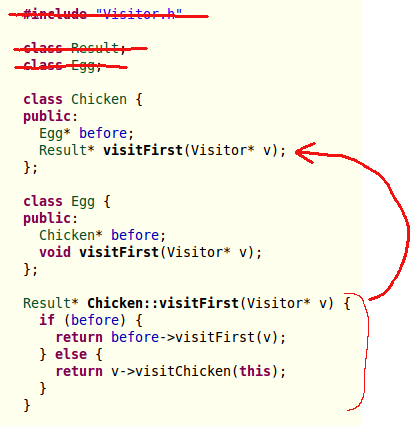 #include "Visitor.h"
class Result;
class Egg;
class Chicken {
public:
Egg* before;
Result* visitFirst(Visitor* v);
};
class Egg {
public:
Chicken* before;
void visitFirst(Visitor* v);
};
Result* Chicken::visitFirst(Visitor* v) {
if (before) {
return before->visitFirst(v);
} else {
return v->visitChicken(this);
}
}